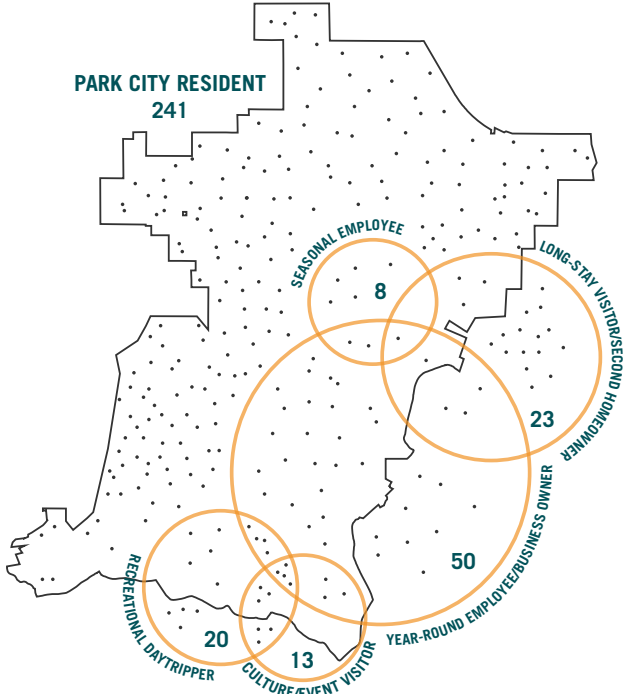 PARK CITY RESIDENT
241
SEASONAL EMPLOYEE
8
LONG-STAY VISITOR/SECOND HOMEOWNER
23
50
YEAR-ROUND EMPLOYEE/BUSINESS OWNER
RECREATIONAL DAYTRIPPER
20
13
CULTURE/EVENT VISITOR